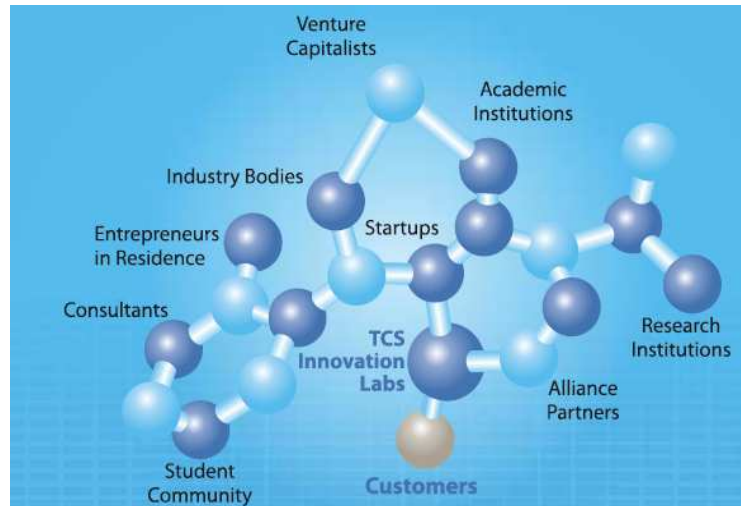 Venture
Capitalists
Academic
Institutions
Industry Bodies
Startups
Entrepreneurs
in Residence
Consultants
TCS
Innovation
Labs
Research
Institutions
Alliance
Partners
Student
Community
Customers